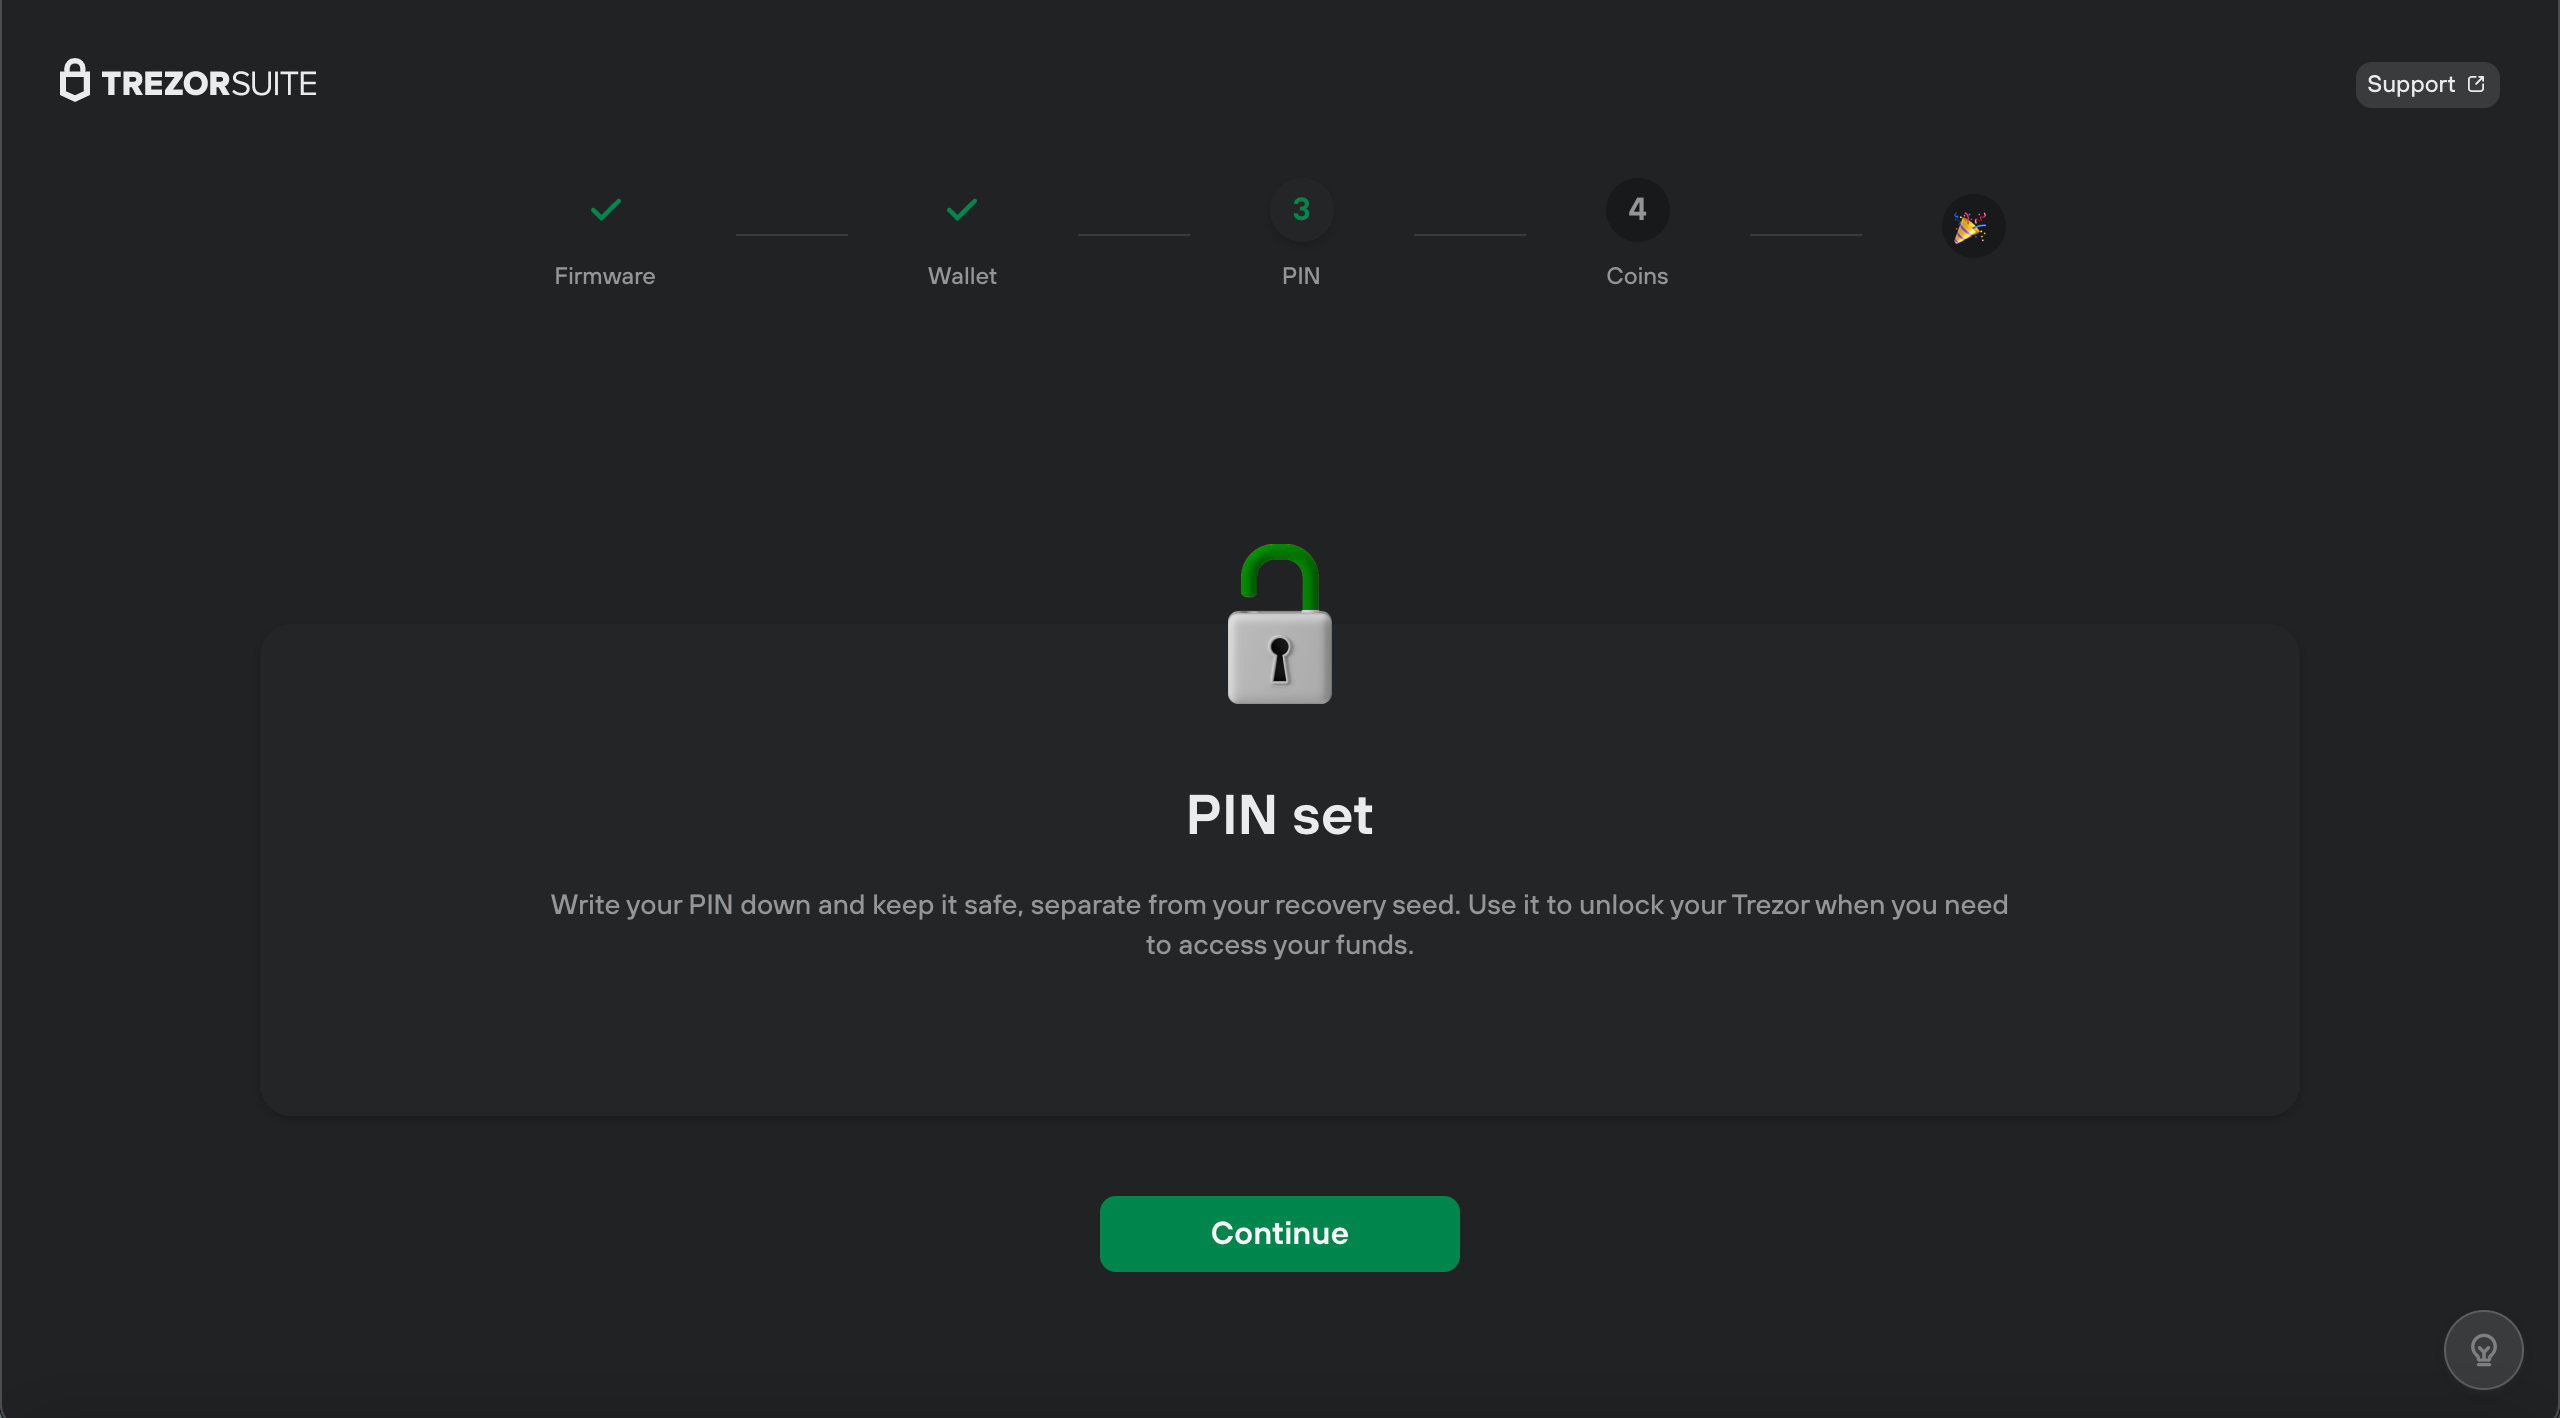 TREZORSUITE
Support
3
4
Firmware
Wallet
PIN
Coins
PIN set
Write your PIN down and keep it safe, separate from your recovery seed. Use it to unlock your Trezor when you need
to access your funds.
Continue